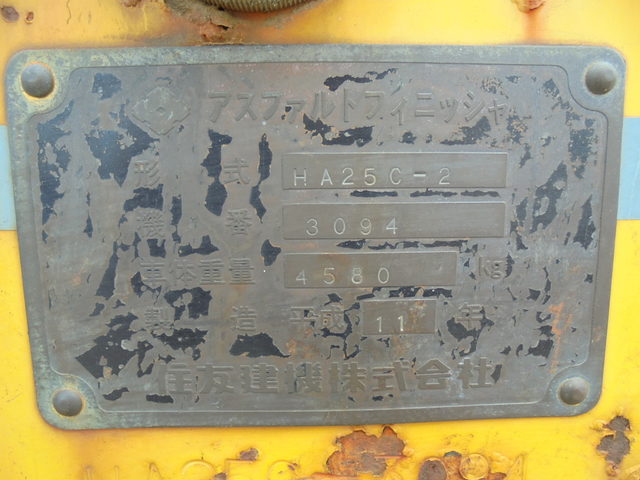 アスファルトフィニッシャ
形式 HA25C-2
機番 3094
車体重量 4580 kg
製造 平成 11 年
住友建機株式会社